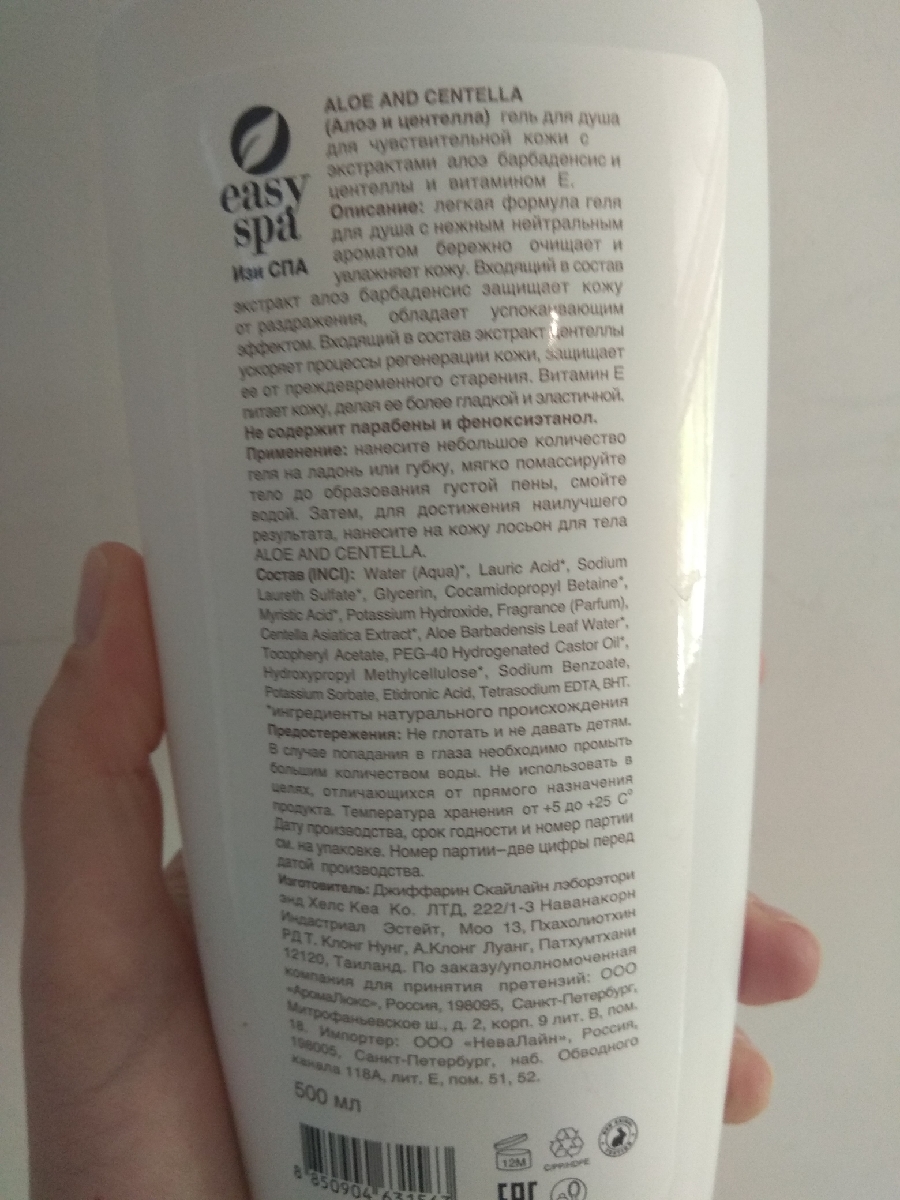 ALOE AND CENTELLA
(Алоэ и центелла) гель для душа
для чувствительной кожи с
экстрактами алоэ барбаденсис и
центеллы и витамином Е.
easy
spa
Изи СПА
Описание: легкая формула геля
для душа с нежным нейтральным
ароматом бережно очищает и
увлажняет кожу. Входящий в состав
экстракт алоэ барбаденсис защищает кожу
от раздражения, обладает успокаивающим
эффектом. Входящий в состав экстракт центеллы
ускоряет процессы регенерации кожи, защищает
ее от преждевременного старения. Витамин Е
питает кожу, делая ее более гладкой и эластичной.
Не содержит парабены и феноксиэтанол.
Применение: нанесите небольшое количество
геля на ладонь или губку, мягко помассируйте
тело до образования густой пены, смойте
водой. Затем, для достижения наилучшего
результата, нанесите на кожу лосьон для тела
ALOE AND CENTELLA.
Состав (INCI): Water (Aqua)*, Lauric Acid*, Sodium
Laureth Sulfate*, Glycerin, Cocamidopropyl Betaine*,
Myristic Acid*, Potassium Hydroxide, Fragrance (Parfum),
Centella Asiatica Extract*, Aloe Barbadensis Leaf Water*,
Tocopheryl Acetate, PEG-40 Hydrogenated Castor Oil*,
Hydroxypropyl Methylcellulose*, Sodium Benzoate,
Potassium Sorbate, Etidronic Acid, Tetrasodium EDTA, BHT.
*ингредиенты натурального происхождения
Предостережения: Не глотать и не давать детям.
В случае попадания в глаза необходимо промыть
большим количеством воды. Не использовать в
целях, отличающихся от прямого назначения
продукта. Температура хранения от +5 до +25 С°
Дату производства, срок годности и номер партии
см. на упаковке. Номер партии–две цифры перед
датой производства.
Изготовитель: Джиффарин Скайлайн лэборэтори
энд Хелс Кеа Ко. ЛТД, 222/1-3 Наванакорн
Индастриал Эстейт, Моо 13, Пхахолиотхин
РД Т. Клонг Нунг, А.Клонг Луанг, Патхумтхани
12120, Таиланд. По заказу/уполномоченная
компания для принятия претензий: ООО
«АромаЛюкс», Россия, 198095, Санкт-Петербург,
Митрофаньевское ш., д. 2, корп. 9 лит. В, пом.
18. Импортер: ООО «НеваЛайн», Россия,
198005, Санкт-Петербург, наб. Обводного
канала 118А, лит. Е, пом. 51, 52.
500 мл
12M
C/PP/HDPE
8 850904 631547
EAC